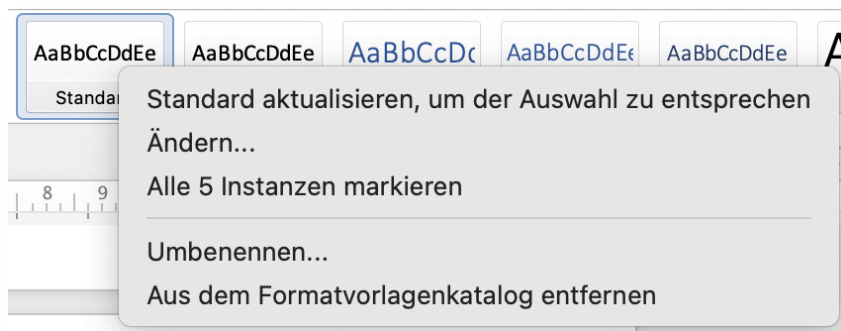 AaBbCcDdEe AaBbCcDdEe AaBbCcDc AaBbCcDdEe AaBbCcDdEe A
Standar
Standard aktualisieren, um der Auswahl zu entsprechen
Ändern...
Alle 5 Instanzen markieren
8 9
Umbenennen...
Aus dem Formatvorlagenkatalog entfernen